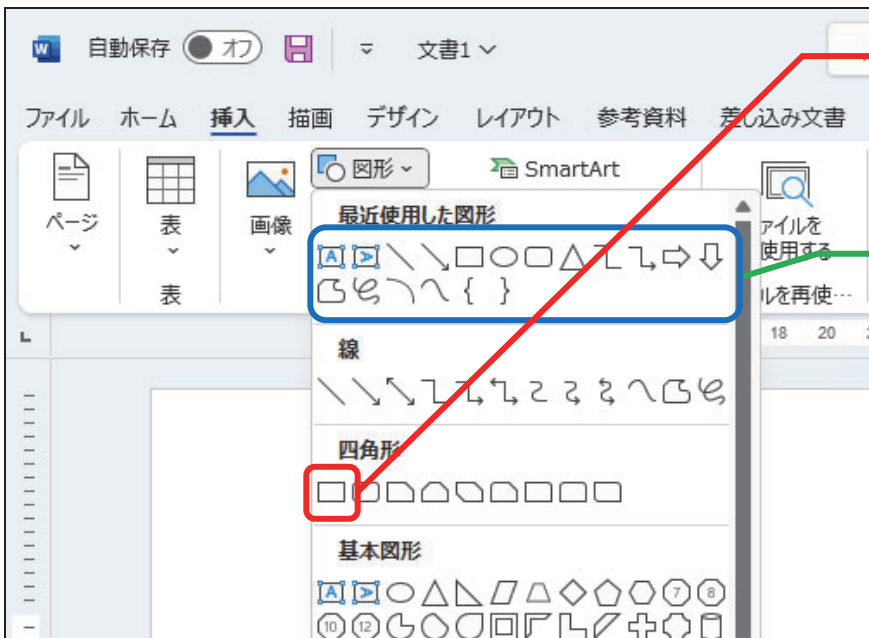 自動保存 オフ 文書1
ファイル ホーム 挿入 描画 デザイン レイアウト 参考資料 差し込み文書
図形 SmartArt
ページ 表 画像
最近使用した図形
ァイルを
使用する
表
ルを再使…
18 20
線
四角形
基本図形